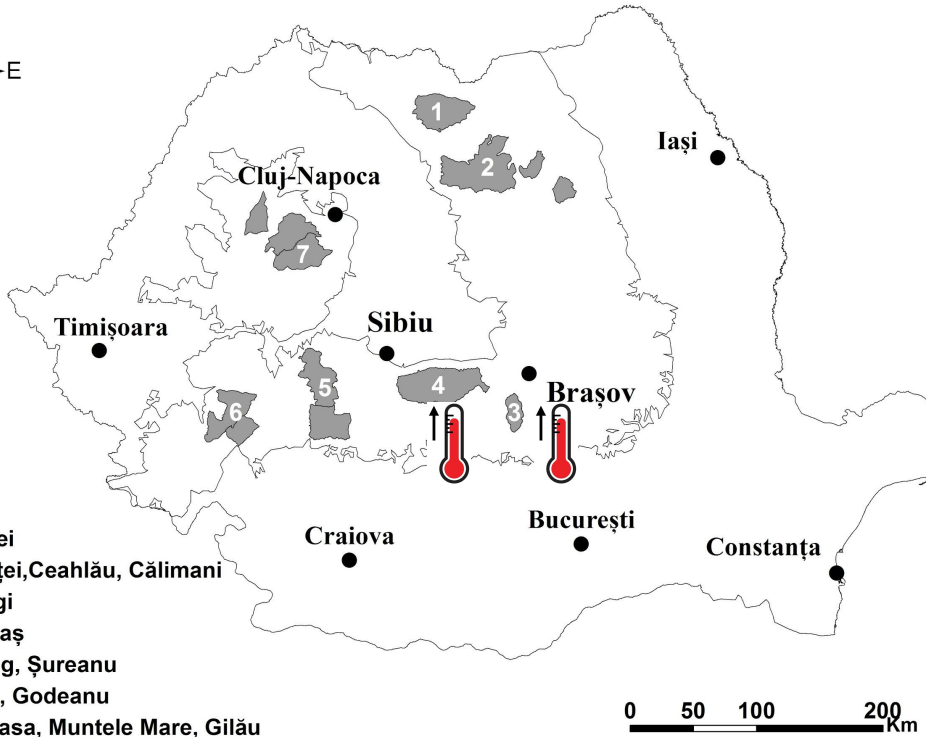 E
1
2
Iași
Cluj-Napoca
7
Timișoara
Sibiu
5
4
Brașov
3
6
București
Craiova
Constanța
ei
ței,Ceahlău, Călimani
gi
aș
g, Șureanu
, Godeanu
asa, Muntele Mare, Gilău
0 50 100 200
Km